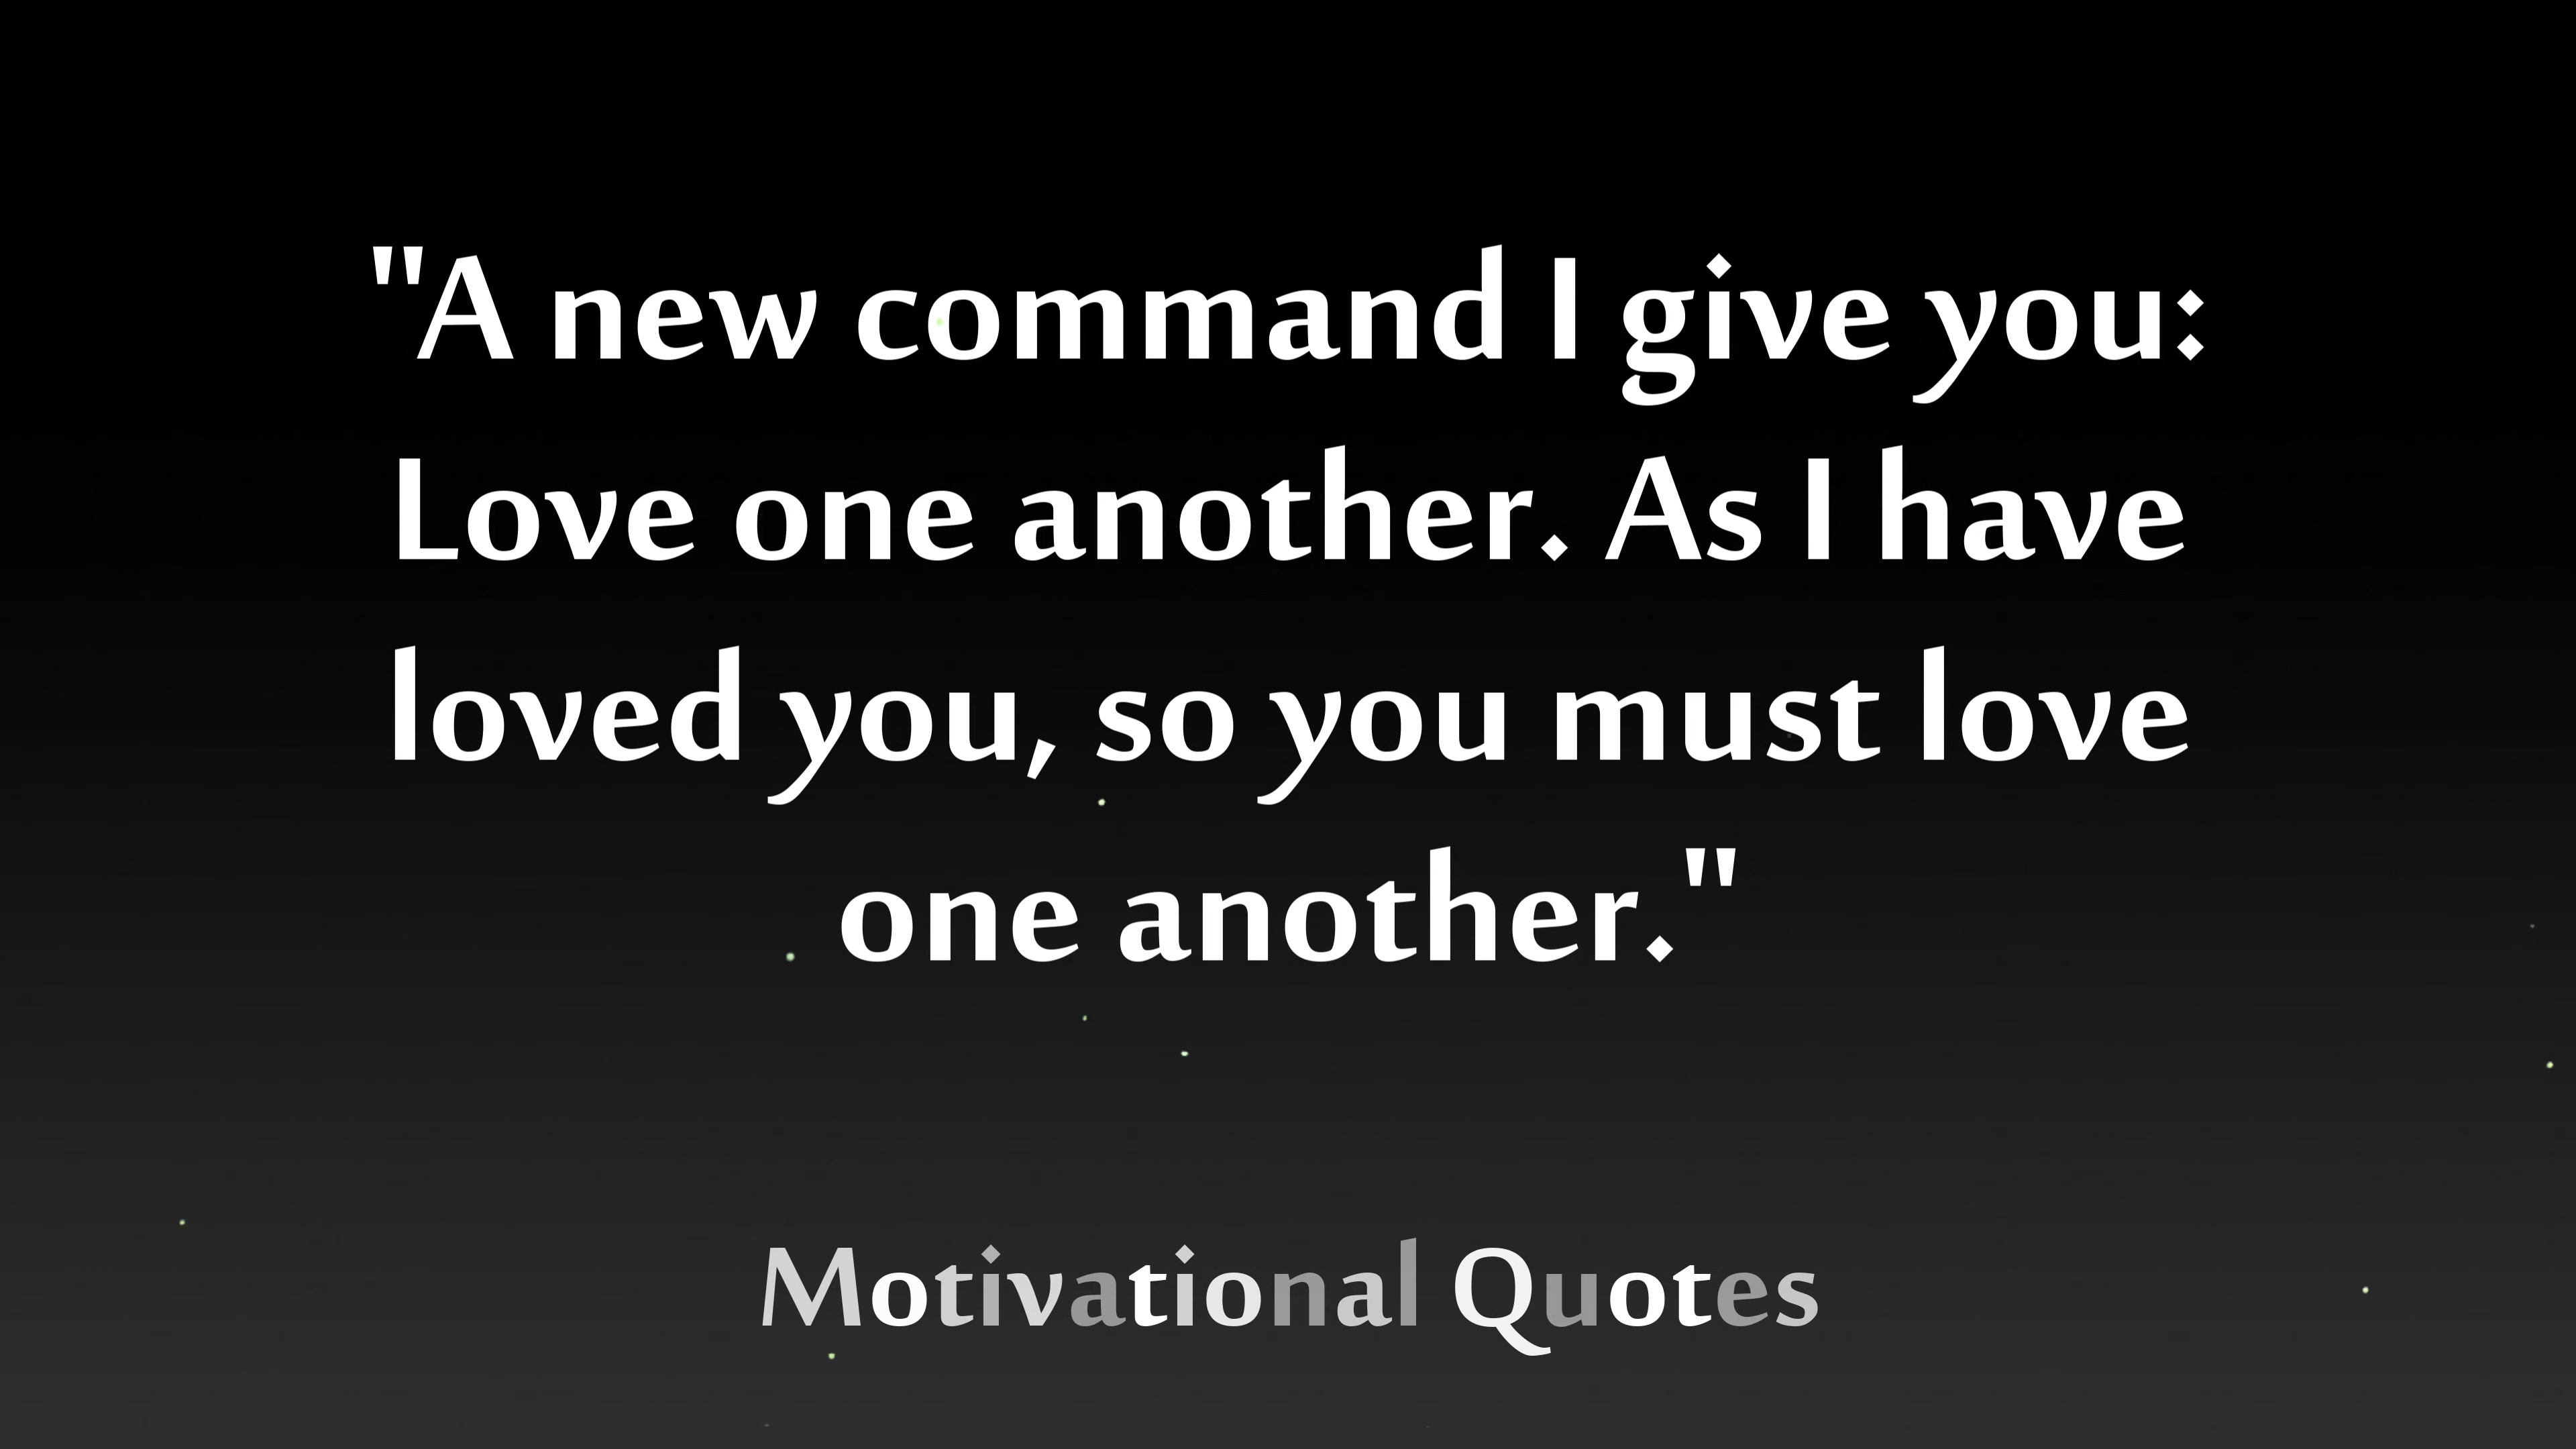 "A new command I give you:
Love one another. As I have
loved you, so you must love
one another."
Motivational Quotes